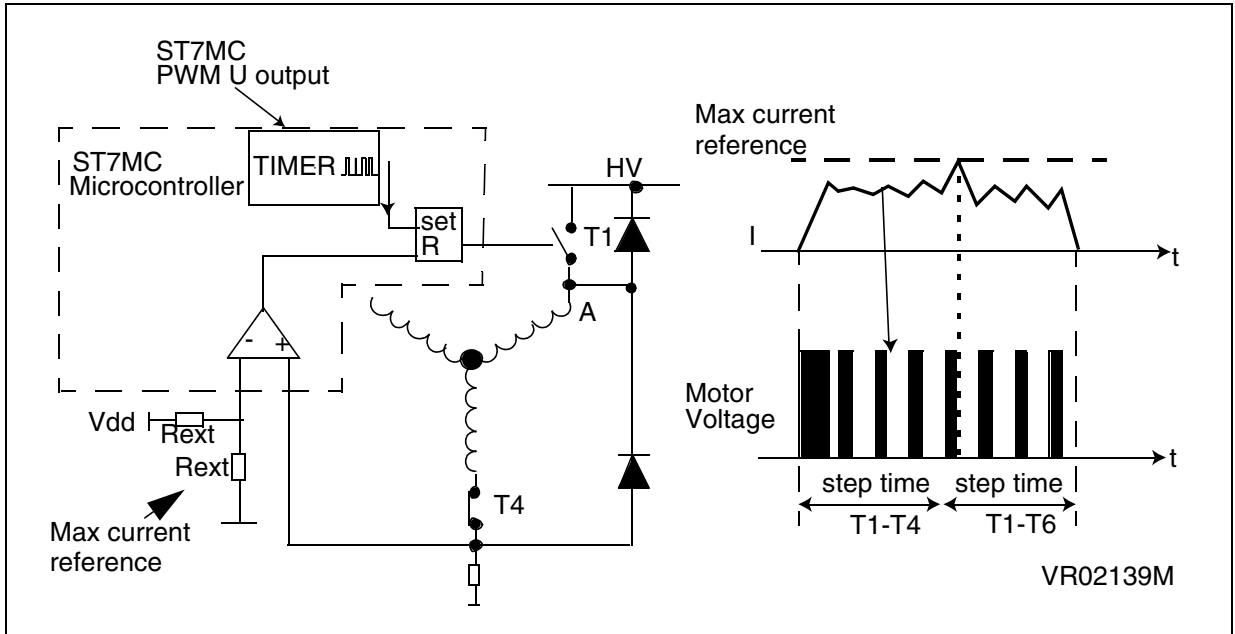 ST7MC
PWM U output
ST7MC
Microcontroller
TIMER
set
R
HV
T1
A
- +
Vdd
Rext
Rext
T4
Max current
reference
Max current
reference
I
t
Motor
Voltage
t
step time
step time
T1-T4
T1-T6
VR02139M